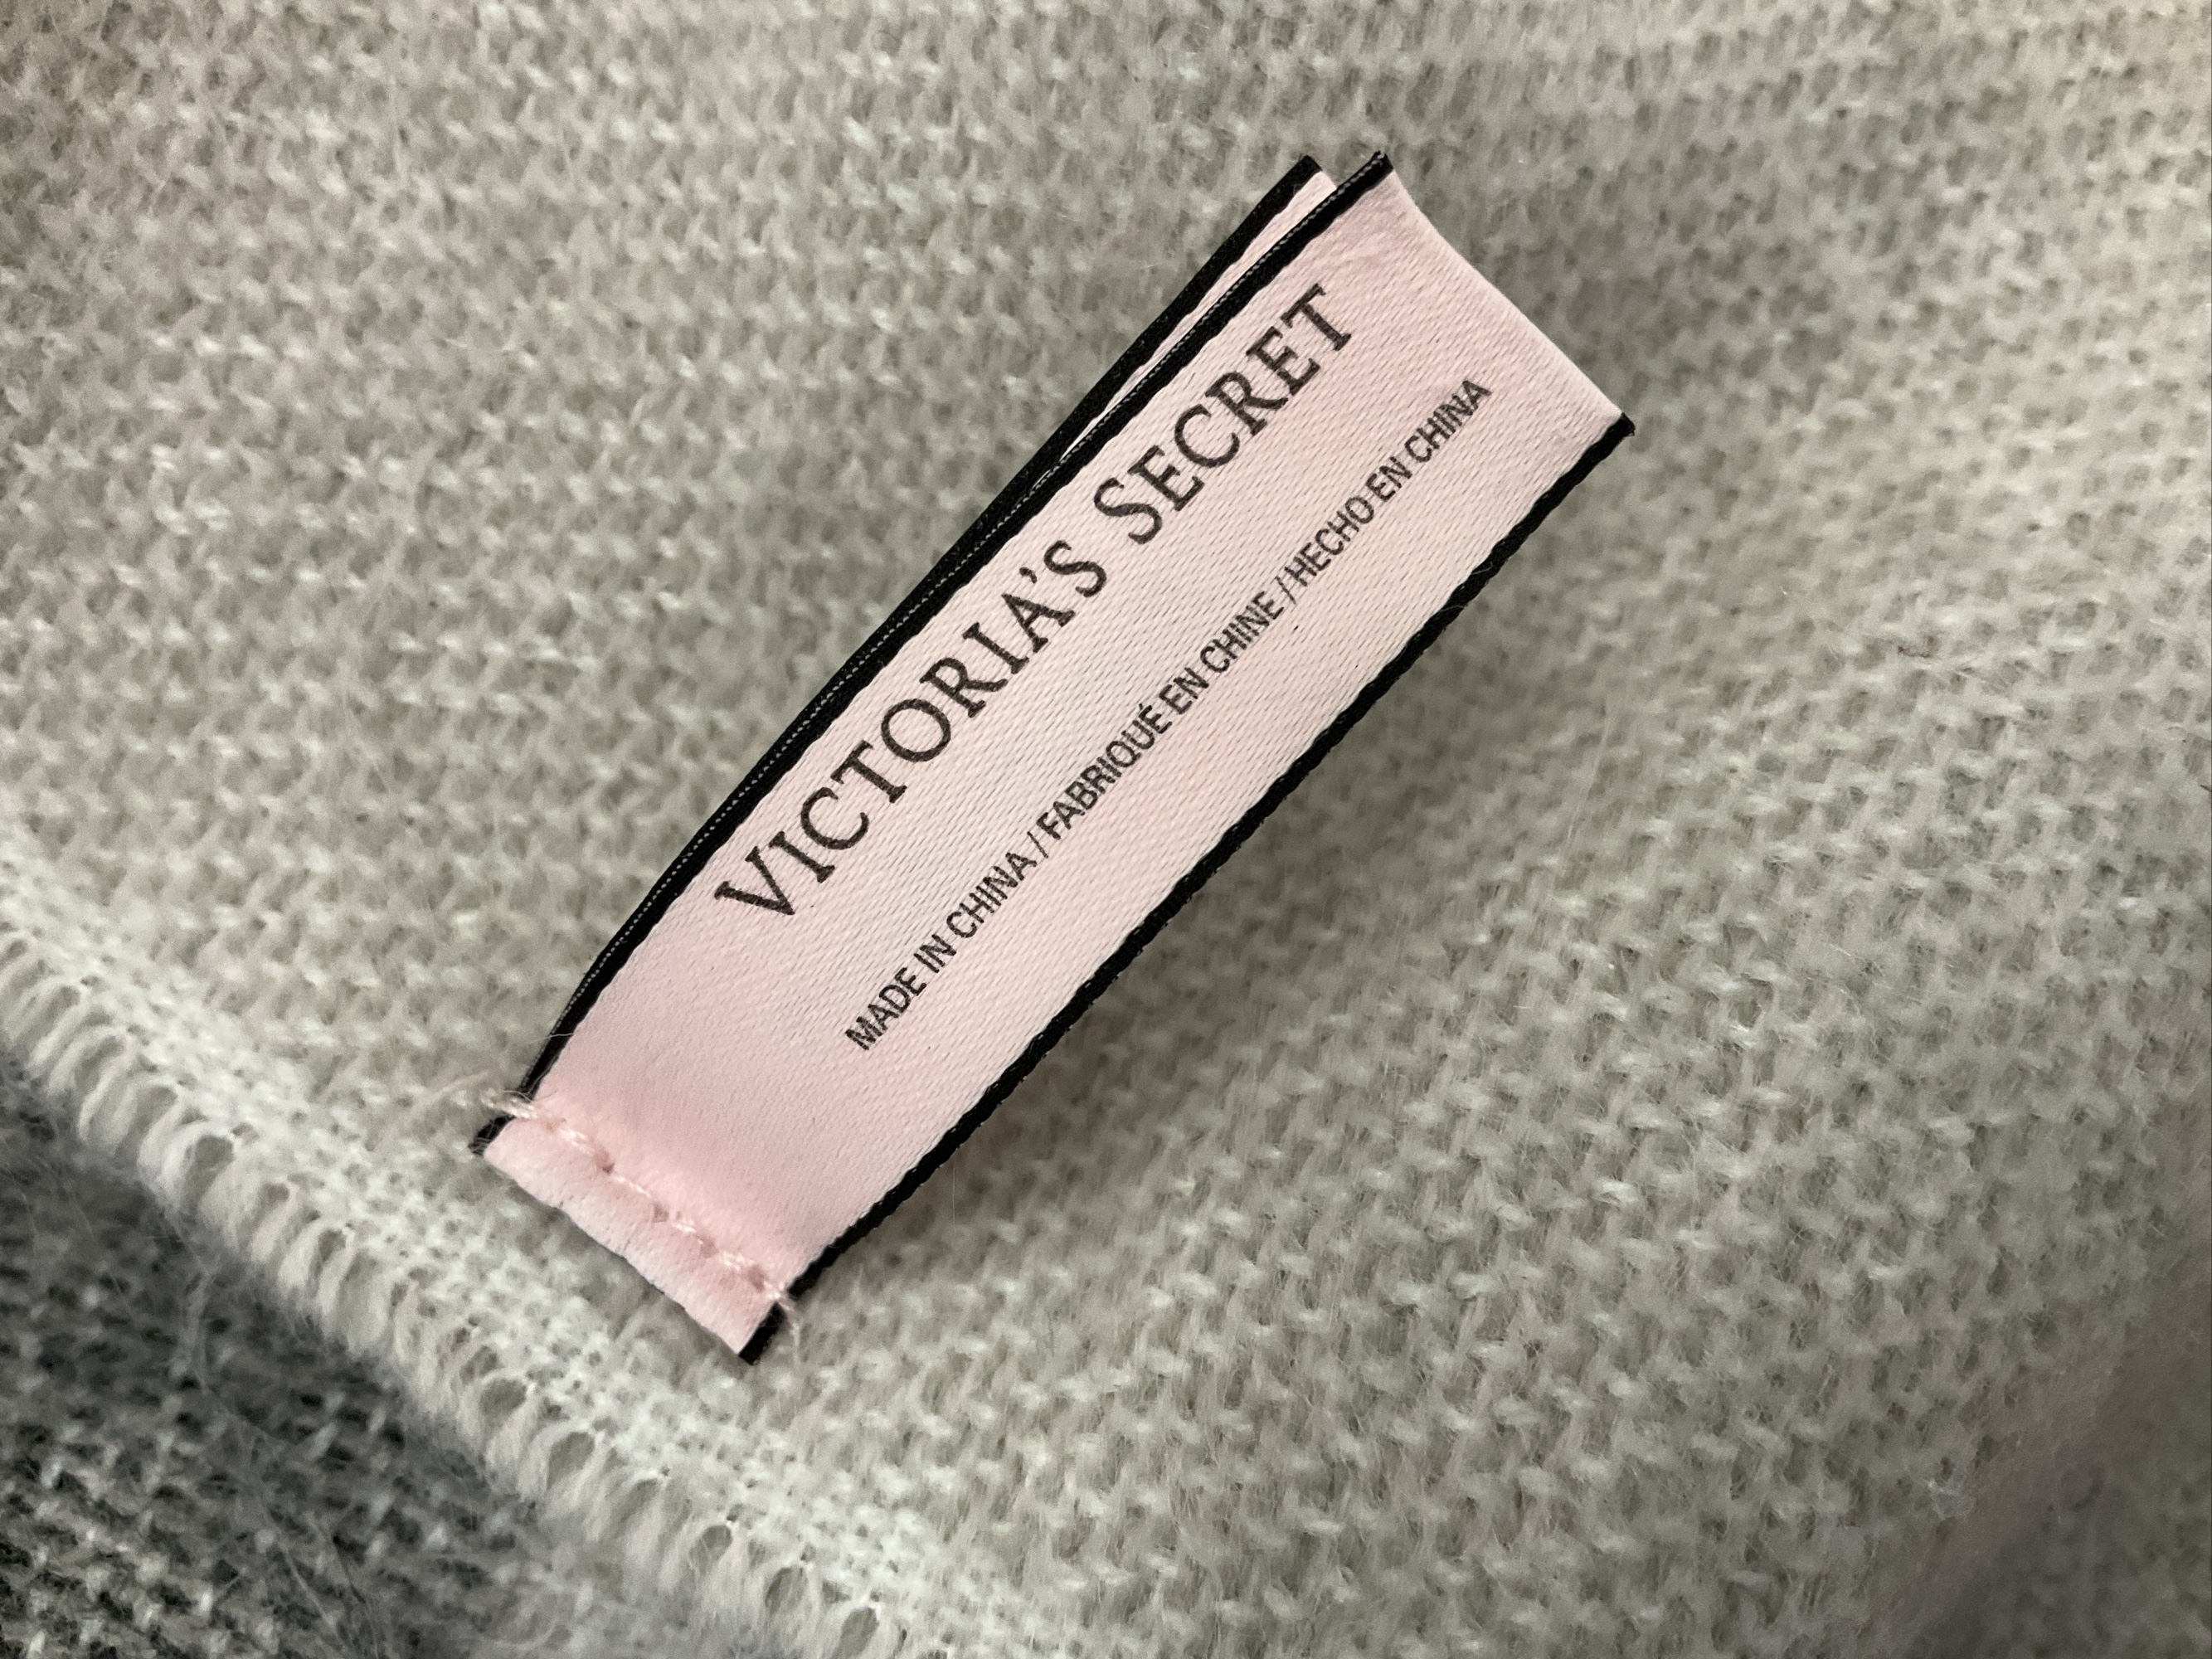 VICTORIA'S SECRET
MADE IN CHINA / FABRIQUÉ EN CHINE / HECHO EN CHINA